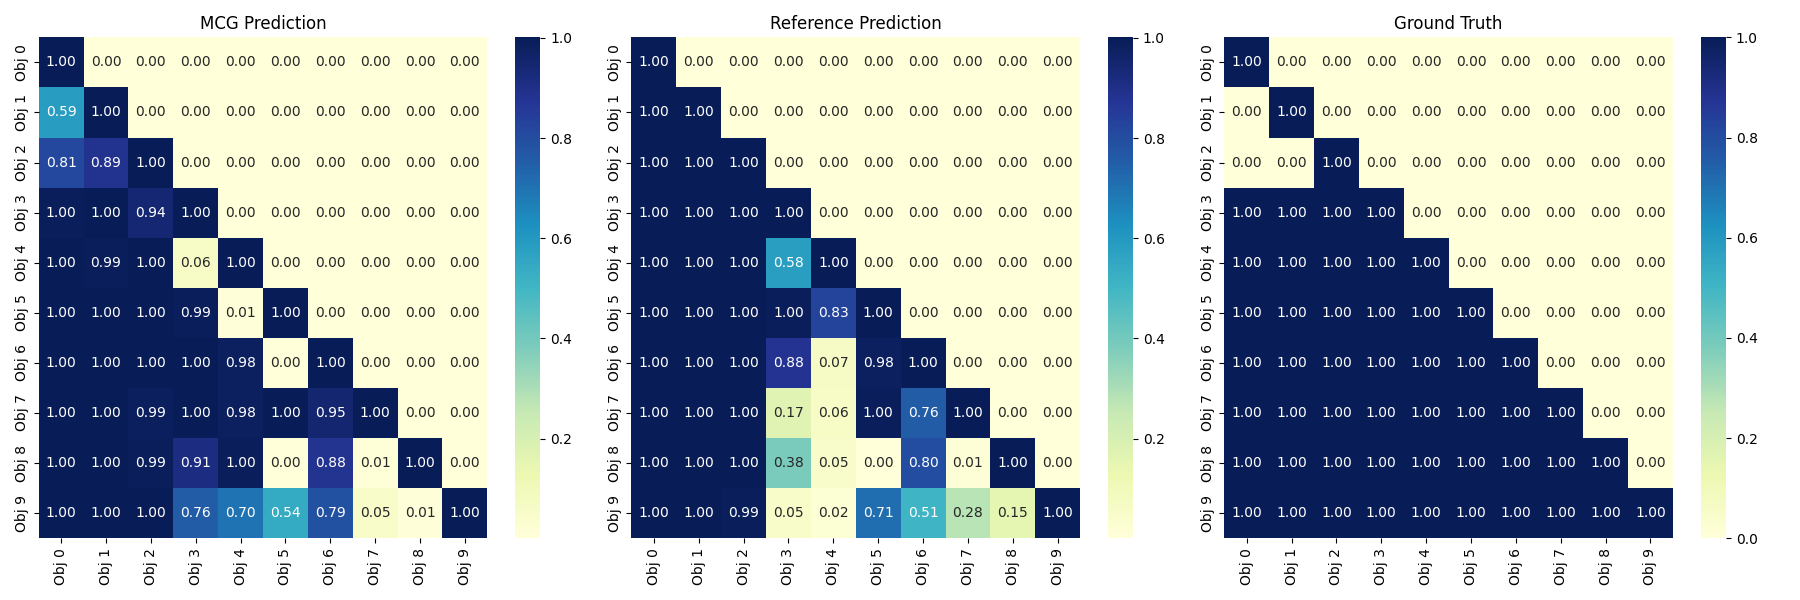 MCG Prediction
Obj 0 1.00 0.00 0.00 0.00 0.00 0.00 0.00 0.00 0.00 0.00
Obj 1 0.59 1.00 0.00 0.00 0.00 0.00 0.00 0.00 0.00 0.00
Obj 2 0.81 0.89 1.00 0.00 0.00 0.00 0.00 0.00 0.00 0.00
Obj 3 1.00 1.00 0.94 1.00 0.00 0.00 0.00 0.00 0.00 0.00
Obj 4 1.00 0.99 1.00 0.06 1.00 0.00 0.00 0.00 0.00 0.00
Obj 5 1.00 1.00 1.00 0.99 0.01 1.00 0.00 0.00 0.00 0.00
Obj 6 1.00 1.00 1.00 1.00 0.98 0.00 1.00 0.00 0.00 0.00
Obj 7 1.00 1.00 0.99 1.00 0.98 1.00 0.95 1.00 0.00 0.00
Obj 8 1.00 1.00 0.99 0.91 1.00 0.00 0.88 0.01 1.00 0.00
Obj 9 1.00 1.00 1.00 0.76 0.70 0.54 0.79 0.05 0.01 1.00
Obj 0 Obj 1 Obj 2 Obj 3 Obj 4 Obj 5 Obj 6 Obj 7 Obj 8 Obj 9
1.0
0.8
0.6
0.4
0.2
Reference Prediction
Obj 0 1.00 0.00 0.00 0.00 0.00 0.00 0.00 0.00 0.00 0.00
Obj 1 1.00 1.00 0.00 0.00 0.00 0.00 0.00 0.00 0.00 0.00
Obj 2 1.00 1.00 1.00 0.00 0.00 0.00 0.00 0.00 0.00 0.00
Obj 3 1.00 1.00 1.00 1.00 0.00 0.00 0.00 0.00 0.00 0.00
Obj 4 1.00 1.00 1.00 0.58 1.00 0.00 0.00 0.00 0.00 0.00
Obj 5 1.00 1.00 1.00 1.00 0.83 1.00 0.00 0.00 0.00 0.00
Obj 6 1.00 1.00 1.00 0.88 0.07 0.98 1.00 0.00 0.00 0.00
Obj 7 1.00 1.00 1.00 0.17 0.06 1.00 0.76 1.00 0.00 0.00
Obj 8 1.00 1.00 1.00 0.38 0.05 0.00 0.80 0.01 1.00 0.00
Obj 9 1.00 1.00 0.99 0.05 0.02 0.71 0.51 0.28 0.15 1.00
Obj 0 Obj 1 Obj 2 Obj 3 Obj 4 Obj 5 Obj 6 Obj 7 Obj 8 Obj 9
1.0
0.8
0.6
0.4
0.2
Ground Truth
Obj 0 1.00 0.00 0.00 0.00 0.00 0.00 0.00 0.00 0.00 0.00
Obj 1 0.00 1.00 0.00 0.00 0.00 0.00 0.00 0.00 0.00 0.00
Obj 2 0.00 0.00 1.00 0.00 0.00 0.00 0.00 0.00 0.00 0.00
Obj 3 1.00 1.00 1.00 1.00 0.00 0.00 0.00 0.00 0.00 0.00
Obj 4 1.00 1.00 1.00 1.00 1.00 0.00 0.00 0.00 0.00 0.00
Obj 5 1.00 1.00 1.00 1.00 1.00 1.00 0.00 0.00 0.00 0.00
Obj 6 1.00 1.00 1.00 1.00 1.00 1.00 1.00 0.00 0.00 0.00
Obj 7 1.00 1.00 1.00 1.00 1.00 1.00 1.00 1.00 0.00 0.00
Obj 8 1.00 1.00 1.00 1.00 1.00 1.00 1.00 1.00 1.00 0.00
Obj 9 1.00 1.00 1.00 1.00 1.00 1.00 1.00 1.00 1.00 1.00
Obj 0 Obj 1 Obj 2 Obj 3 Obj 4 Obj 5 Obj 6 Obj 7 Obj 8 Obj 9
1.0
0.8
0.6
0.4
0.2
0.0